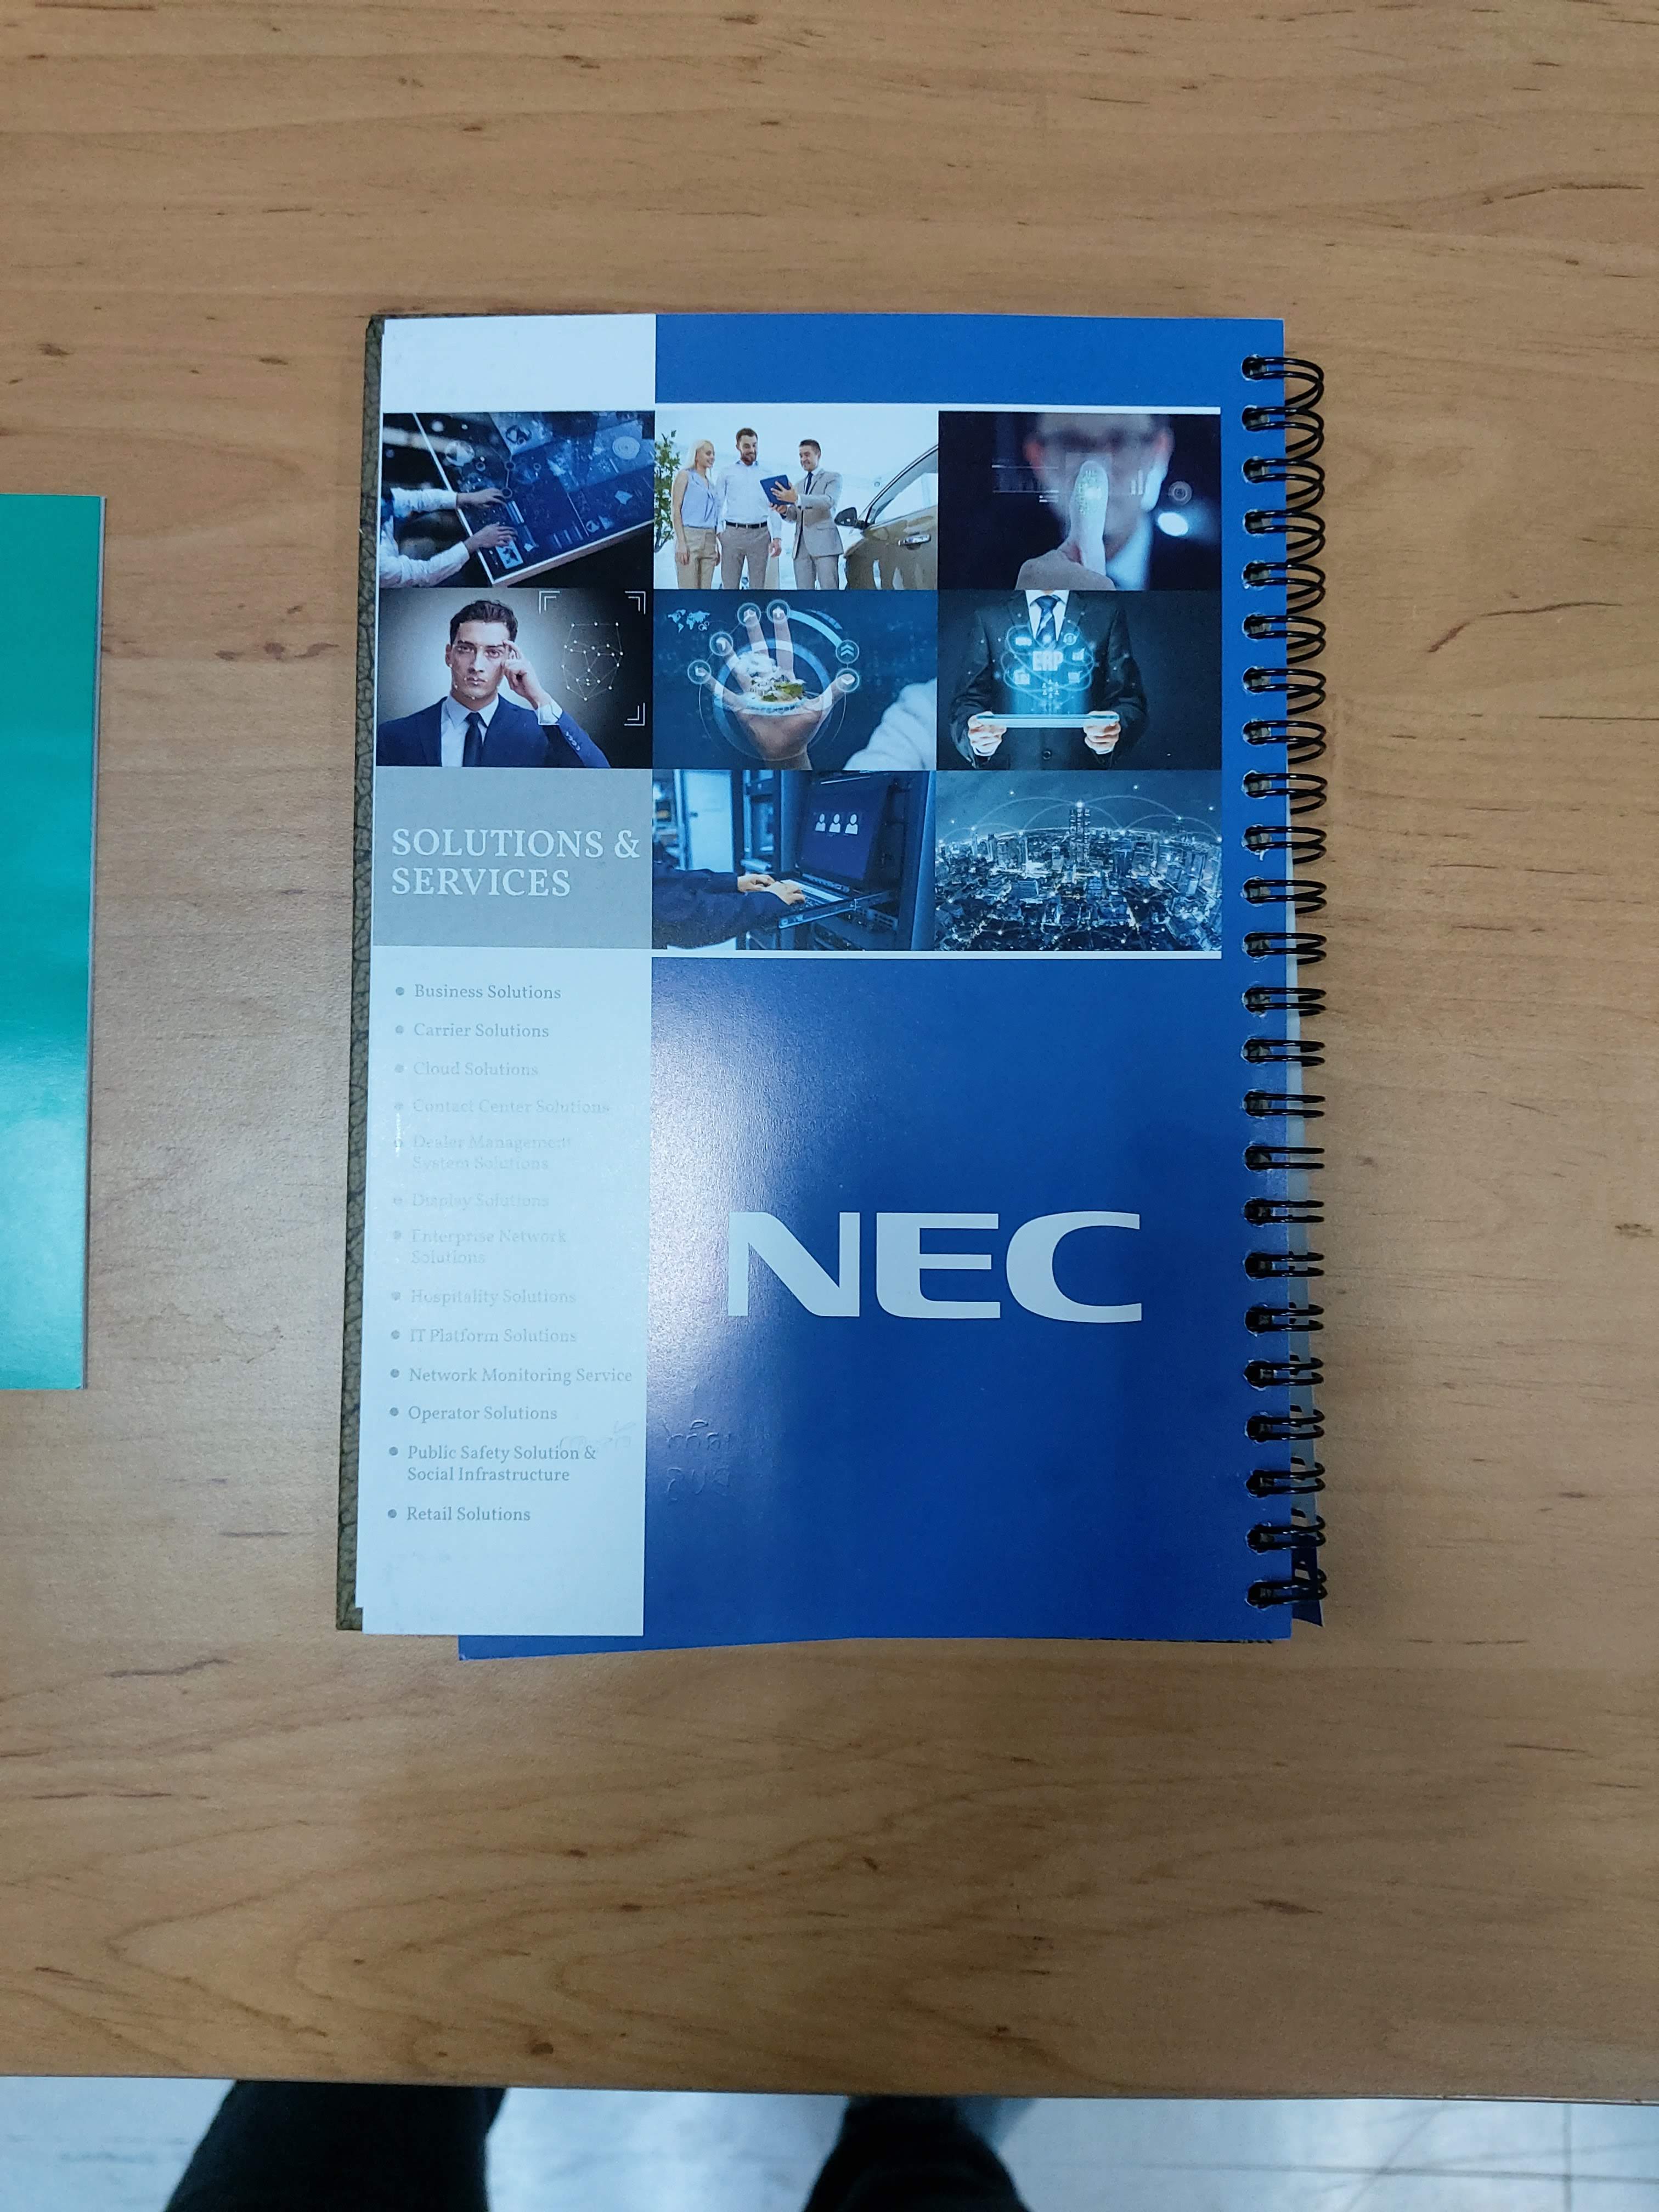 ERP
SOLUTIONS &
SERVICES
Business Solutions
Carrier Solutions
Cloud Solutions
Contact Center Solutions
Dealer Management
System Solutions
Display Solutions
Enterprise Network
Solutions
Hospitality Solutions
IT Platform Solutions
Network Monitoring Service
Operator Solutions
Public Safety Solution &
Social Infrastructure
Retail Solutions
NEC